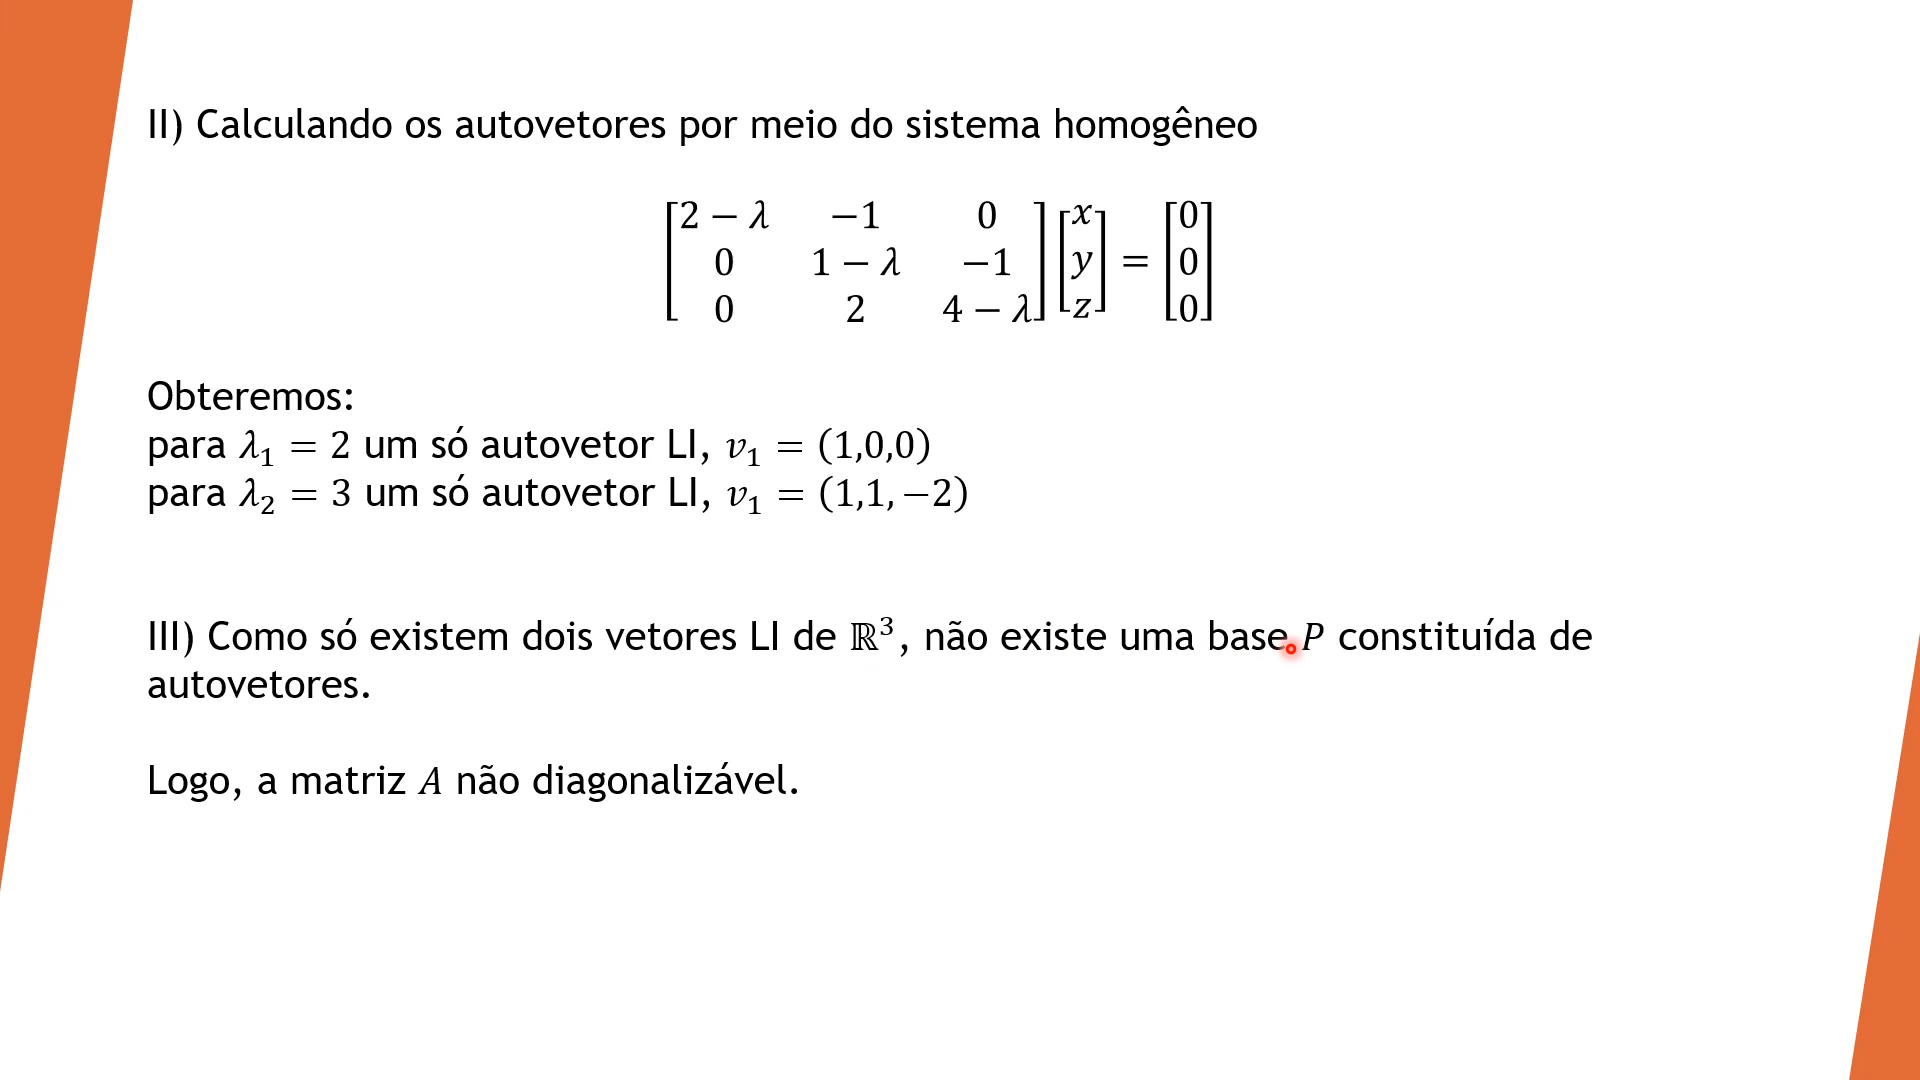 II) Calculando os autovetores por meio do sistema homogêneo
[2 − λ −1 0; 0 1 − λ −1; 0 2 4 − λ] [x; y; z] = [0; 0; 0]
Obteremos:
para λ₁ = 2 um só autovetor LI, v₁ = (1,0,0)
para λ₂ = 3 um só autovetor LI, v₁ = (1,1, −2)
III) Como só existem dois vetores LI de ℝ³, não existe uma base P constituída de
autovetores.
Logo, a matriz A não diagonalizável.